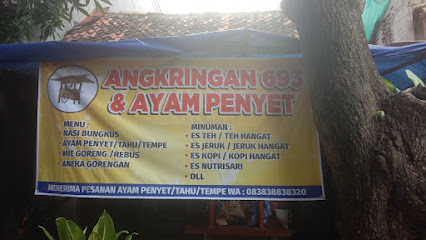 ANGKRINGAN 693
& AYAM PENYET
MENU :
- NASI BUNGKUS
- AYAM PENYET/TAHU/TEMPE
- MIE GORENG/REBUS
- ANEKA GORENGAN
MINUMAN :
- ES TEH / TEH HANGAT
- ES JERUK / JERUK HANGAT
- ES KOPI / KOPI HANGAT
- ES NUTRISARI
- DLL
MENERIMA PESANAN AYAM PENYET/TAHU/TEMPE WA : 083838838320